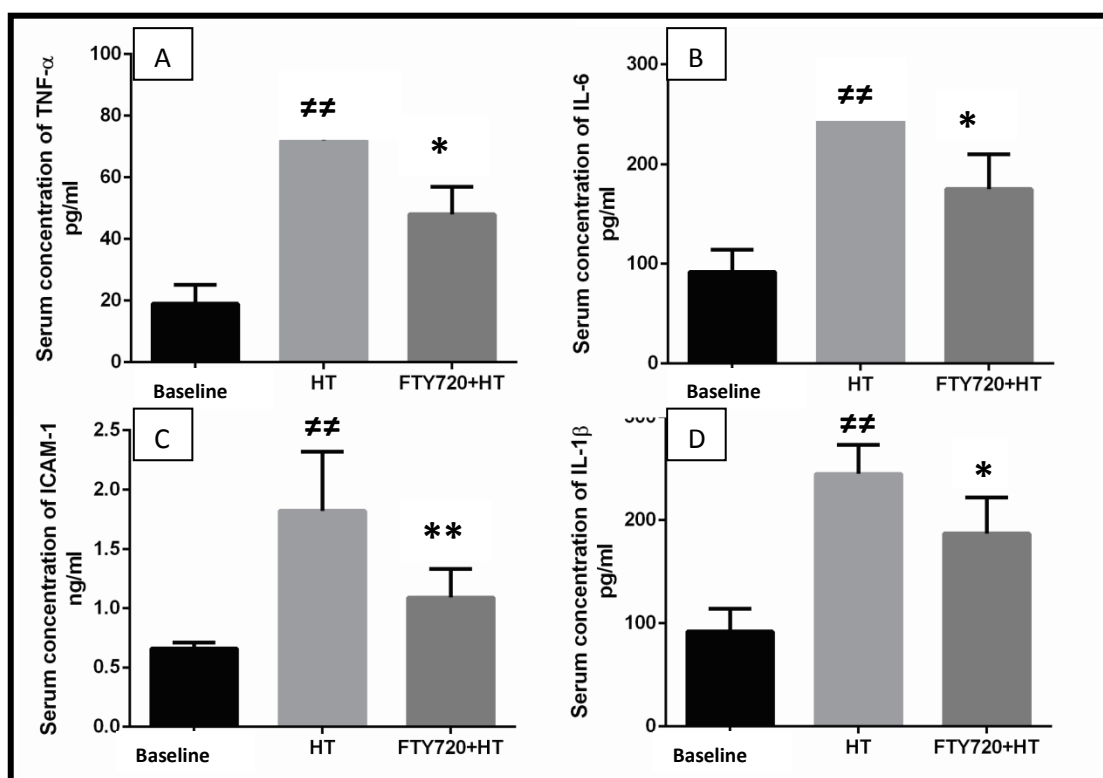 A
Serum concentration of TNF-α
pg/ml
100
80
60
40
20
0
≠≠
*
Baseline
HT
FTY720+HT
B
Serum concentration of IL-6
pg/ml
300
200
100
0
≠≠
*
Baseline
HT
FTY720+HT
C
Serum concentration of ICAM-1
ng/ml
2.5
2.0
1.5
1.0
0.5
0.0
≠≠
**
Baseline
HT
FTY720+HT
D
Serum concentration of IL-1β
pg/ml
300
200
100
0
≠≠
*
Baseline
HT
FTY720+HT